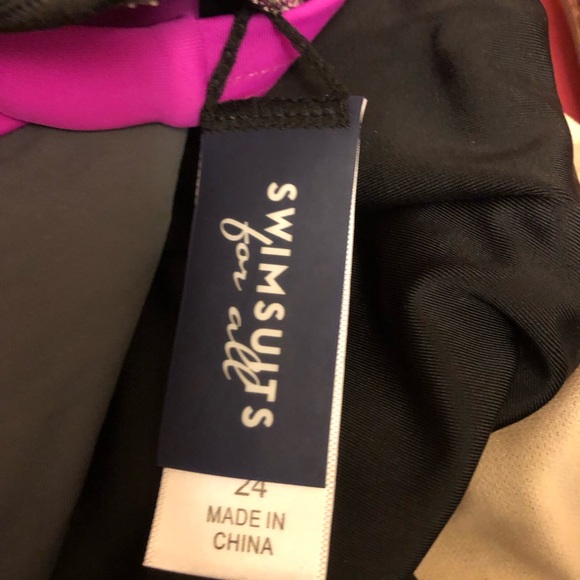 SWIMSUITS
for all
24
MADE IN
CHINA